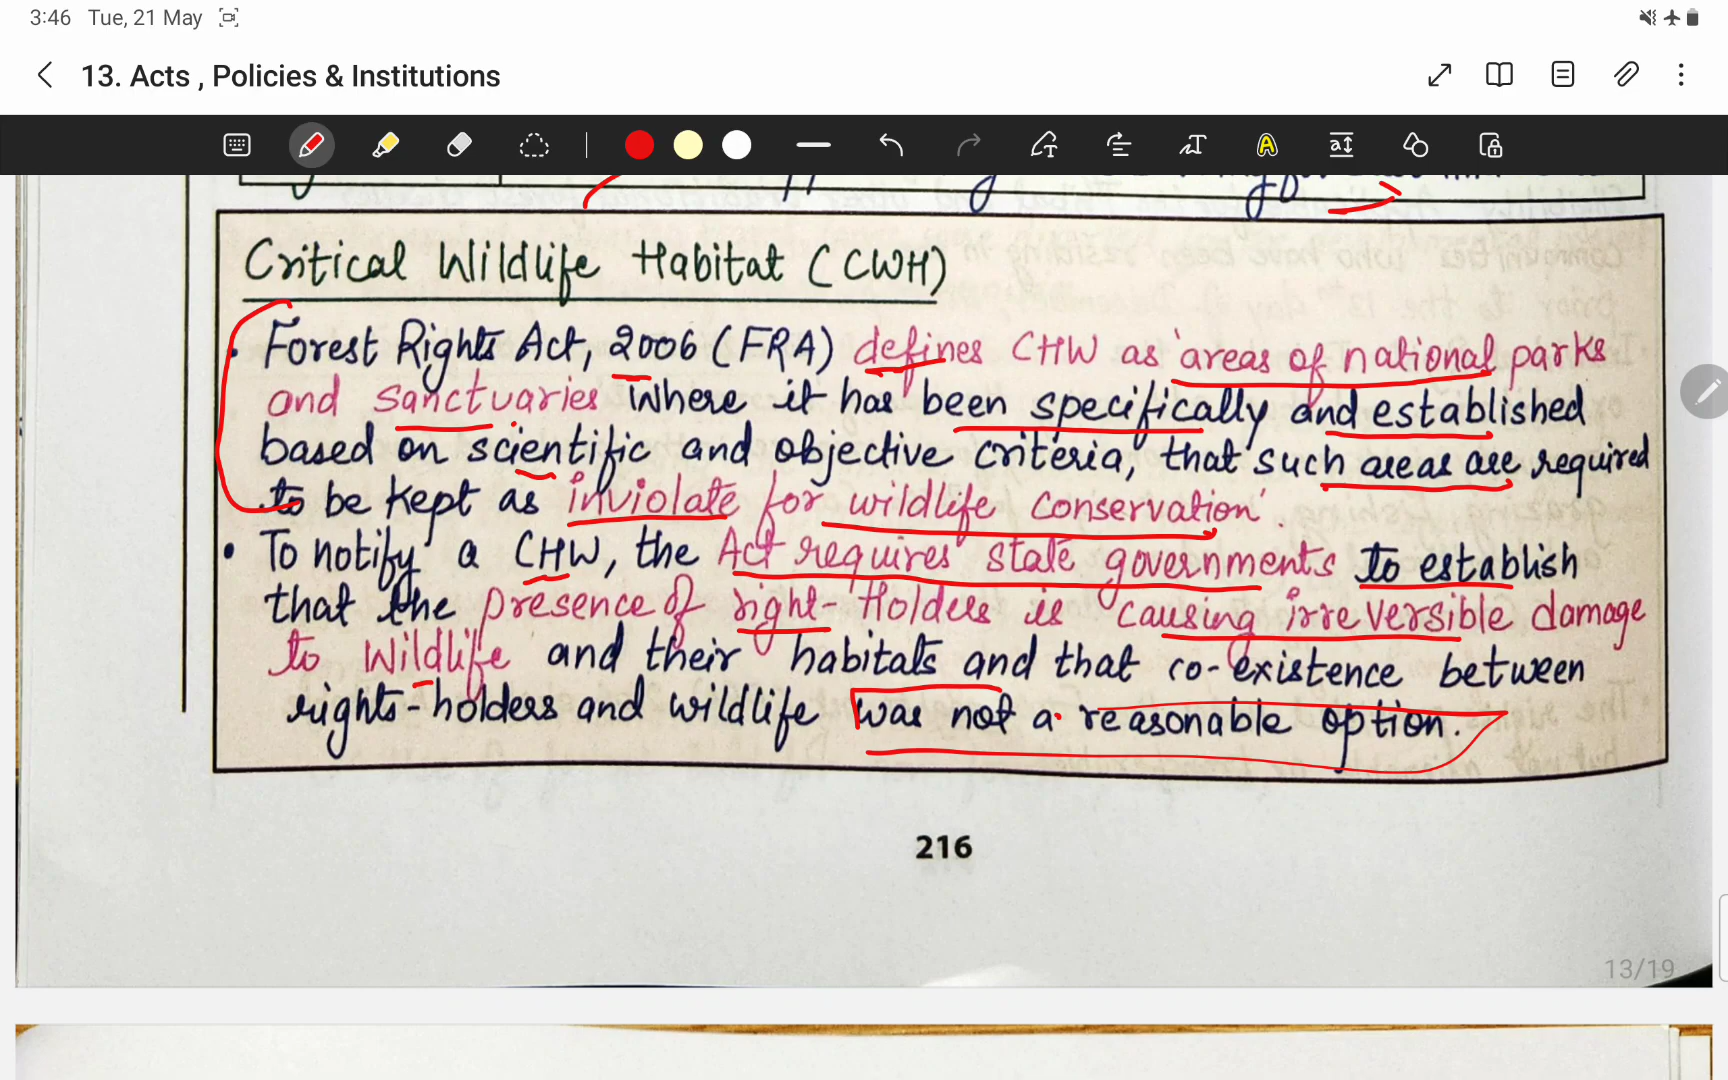 3:46 Tue, 21 May
13. Acts , Policies & Institutions
Critical Wildlife Habitat (CWH)
• Forest Rights Act, 2006 (FRA) defines CHW as 'areas of national parks
and sanctuaries where it has been specifically and established
based on scientific and objective criteria, that such areas are required
to be kept as inviolate for wildlife conservation'.
• To notify a CHW, the Act requires state governments to establish
that the presence of right-Holders is causing irreversible damage
to Wildlife and their habitats and that co-existence between
rights-holders and wildlife was not a reasonable option.
216
13/19